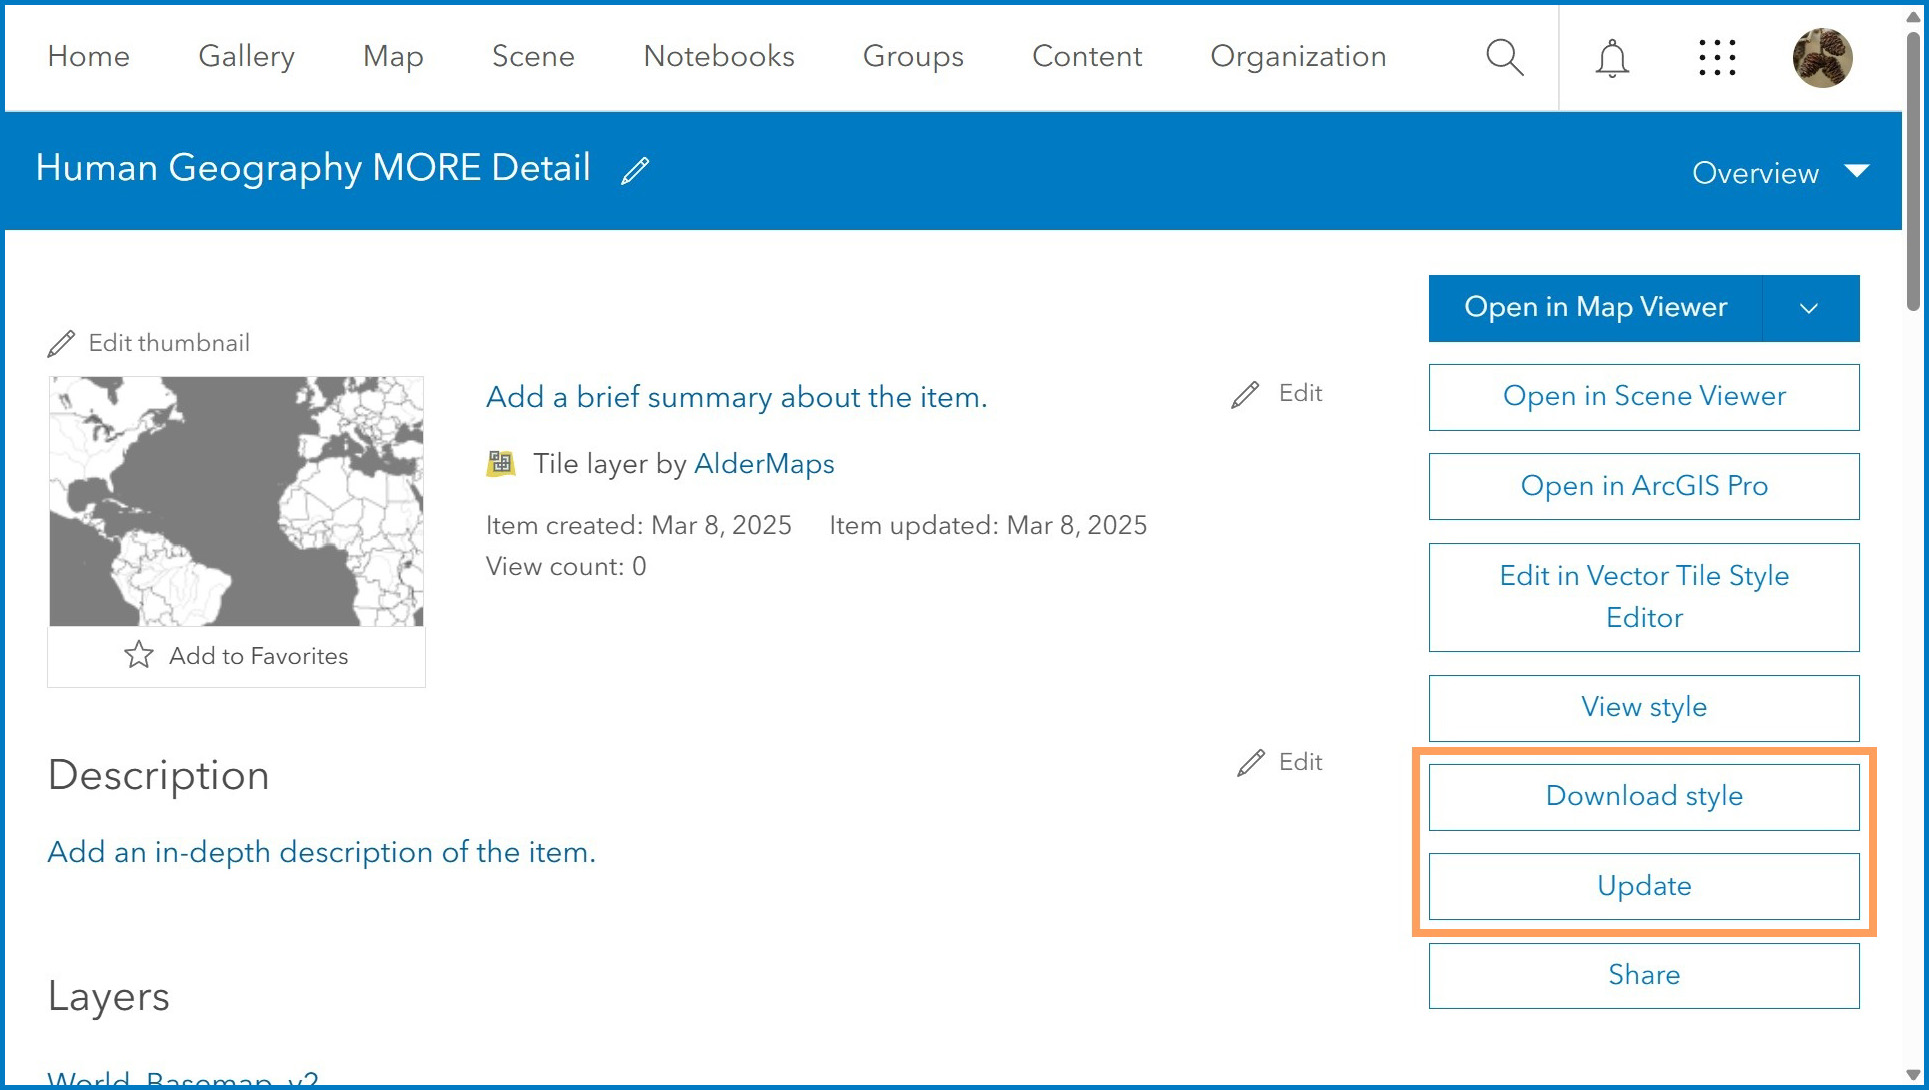 Home Gallery Map Scene Notebooks Groups Content Organization
Human Geography MORE Detail
Overview
Edit thumbnail
Add to Favorites
Add a brief summary about the item.
Edit
Tile layer by AlderMaps
Item created: Mar 8, 2025 Item updated: Mar 8, 2025
View count: 0
Description
Edit
Add an in-depth description of the item.
Layers
World_Basemap_v2
Open in Map Viewer
Open in Scene Viewer
Open in ArcGIS Pro
Edit in Vector Tile Style
Editor
View style
Download style
Update
Share